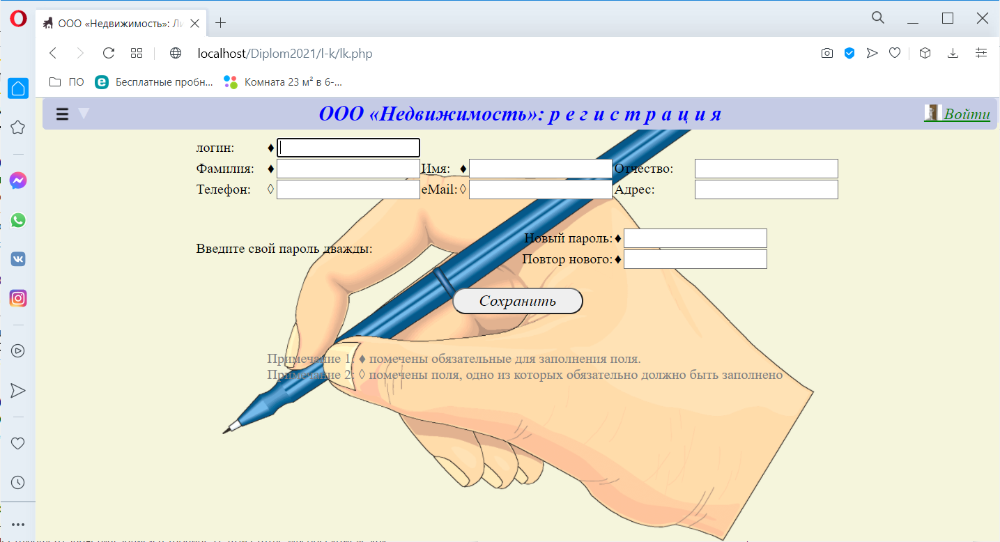 ООО «Недвижимость»: Ли
localhost/Diplom2021/l-k/lk.php
ПО Бесплатные пробн... Комната 23 м² в 6-...
ООО «Недвижимость»: р е г и с т р а ц и я Войти
логин: ♦
Фамилия: ♦ Имя: ♦ Отчество:
Телефон: ◊ eMail: ◊ Адрес:
Новый пароль: ♦
Введите свой пароль дважды:
Повтор нового: ♦
Сохранить
Примечание 1: ♦ помечены обязательные для заполнения поля.
Примечание 2: ◊ помечены поля, одно из которых обязательно должно быть заполнено